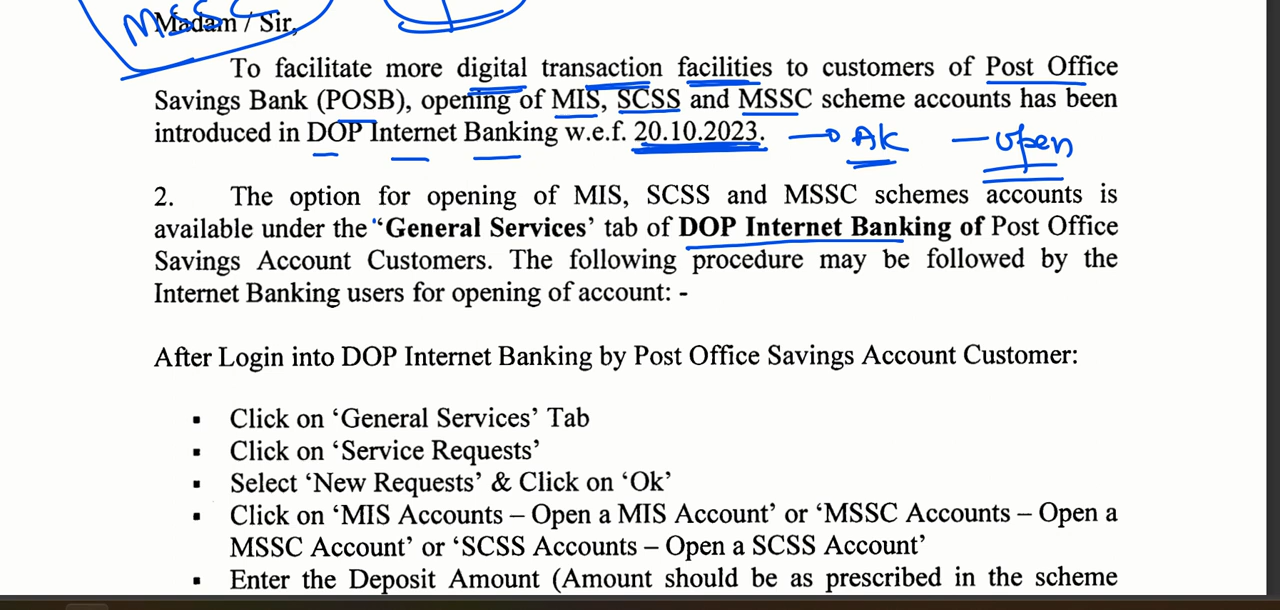 MSSC
Madam / Sir,
To facilitate more digital transaction facilities to customers of Post Office
Savings Bank (POSB), opening of MIS, SCSS and MSSC scheme accounts has been
introduced in DOP Internet Banking w.e.f. 20.10.2023. → Ak — open
2. The option for opening of MIS, SCSS and MSSC schemes accounts is
available under the "General Services' tab of DOP Internet Banking of Post Office
Savings Account Customers. The following procedure may be followed by the
Internet Banking users for opening of account: -
After Login into DOP Internet Banking by Post Office Savings Account Customer:
▪ Click on ‘General Services’ Tab
▪ Click on ‘Service Requests’
▪ Select ‘New Requests’ & Click on ‘Ok’
▪ Click on ‘MIS Accounts – Open a MIS Account’ or ‘MSSC Accounts – Open a
MSSC Account’ or ‘SCSS Accounts – Open a SCSS Account’
▪ Enter the Deposit Amount (Amount should be as prescribed in the scheme